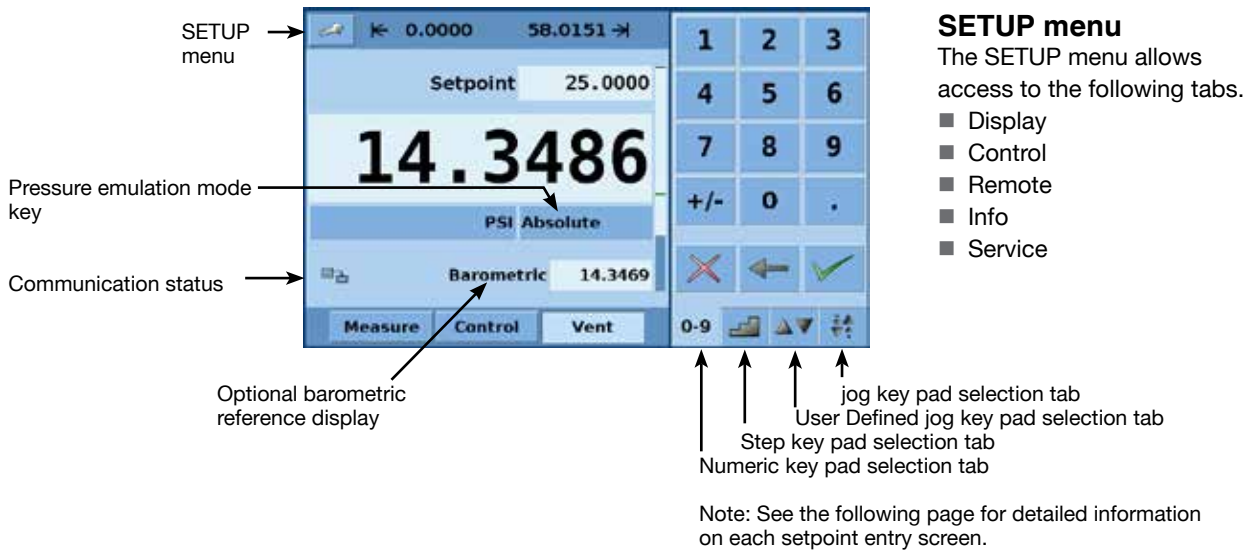 SETUP
menu
0.0000 58.0151
Setpoint 25.0000
14.3486
PSI Absolute
Barometric 14.3469
Measure Control Vent
1 2 3
4 5 6
7 8 9
+/- 0 .
0-9
Pressure emulation mode
key
Communication status
Optional barometric
reference display
jog key pad selection tab
User Defined jog key pad selection tab
Step key pad selection tab
Numeric key pad selection tab
Note: See the following page for detailed information
on each setpoint entry screen.
SETUP menu
The SETUP menu allows
access to the following tabs.
■ Display
■ Control
■ Remote
■ Info
■ Service